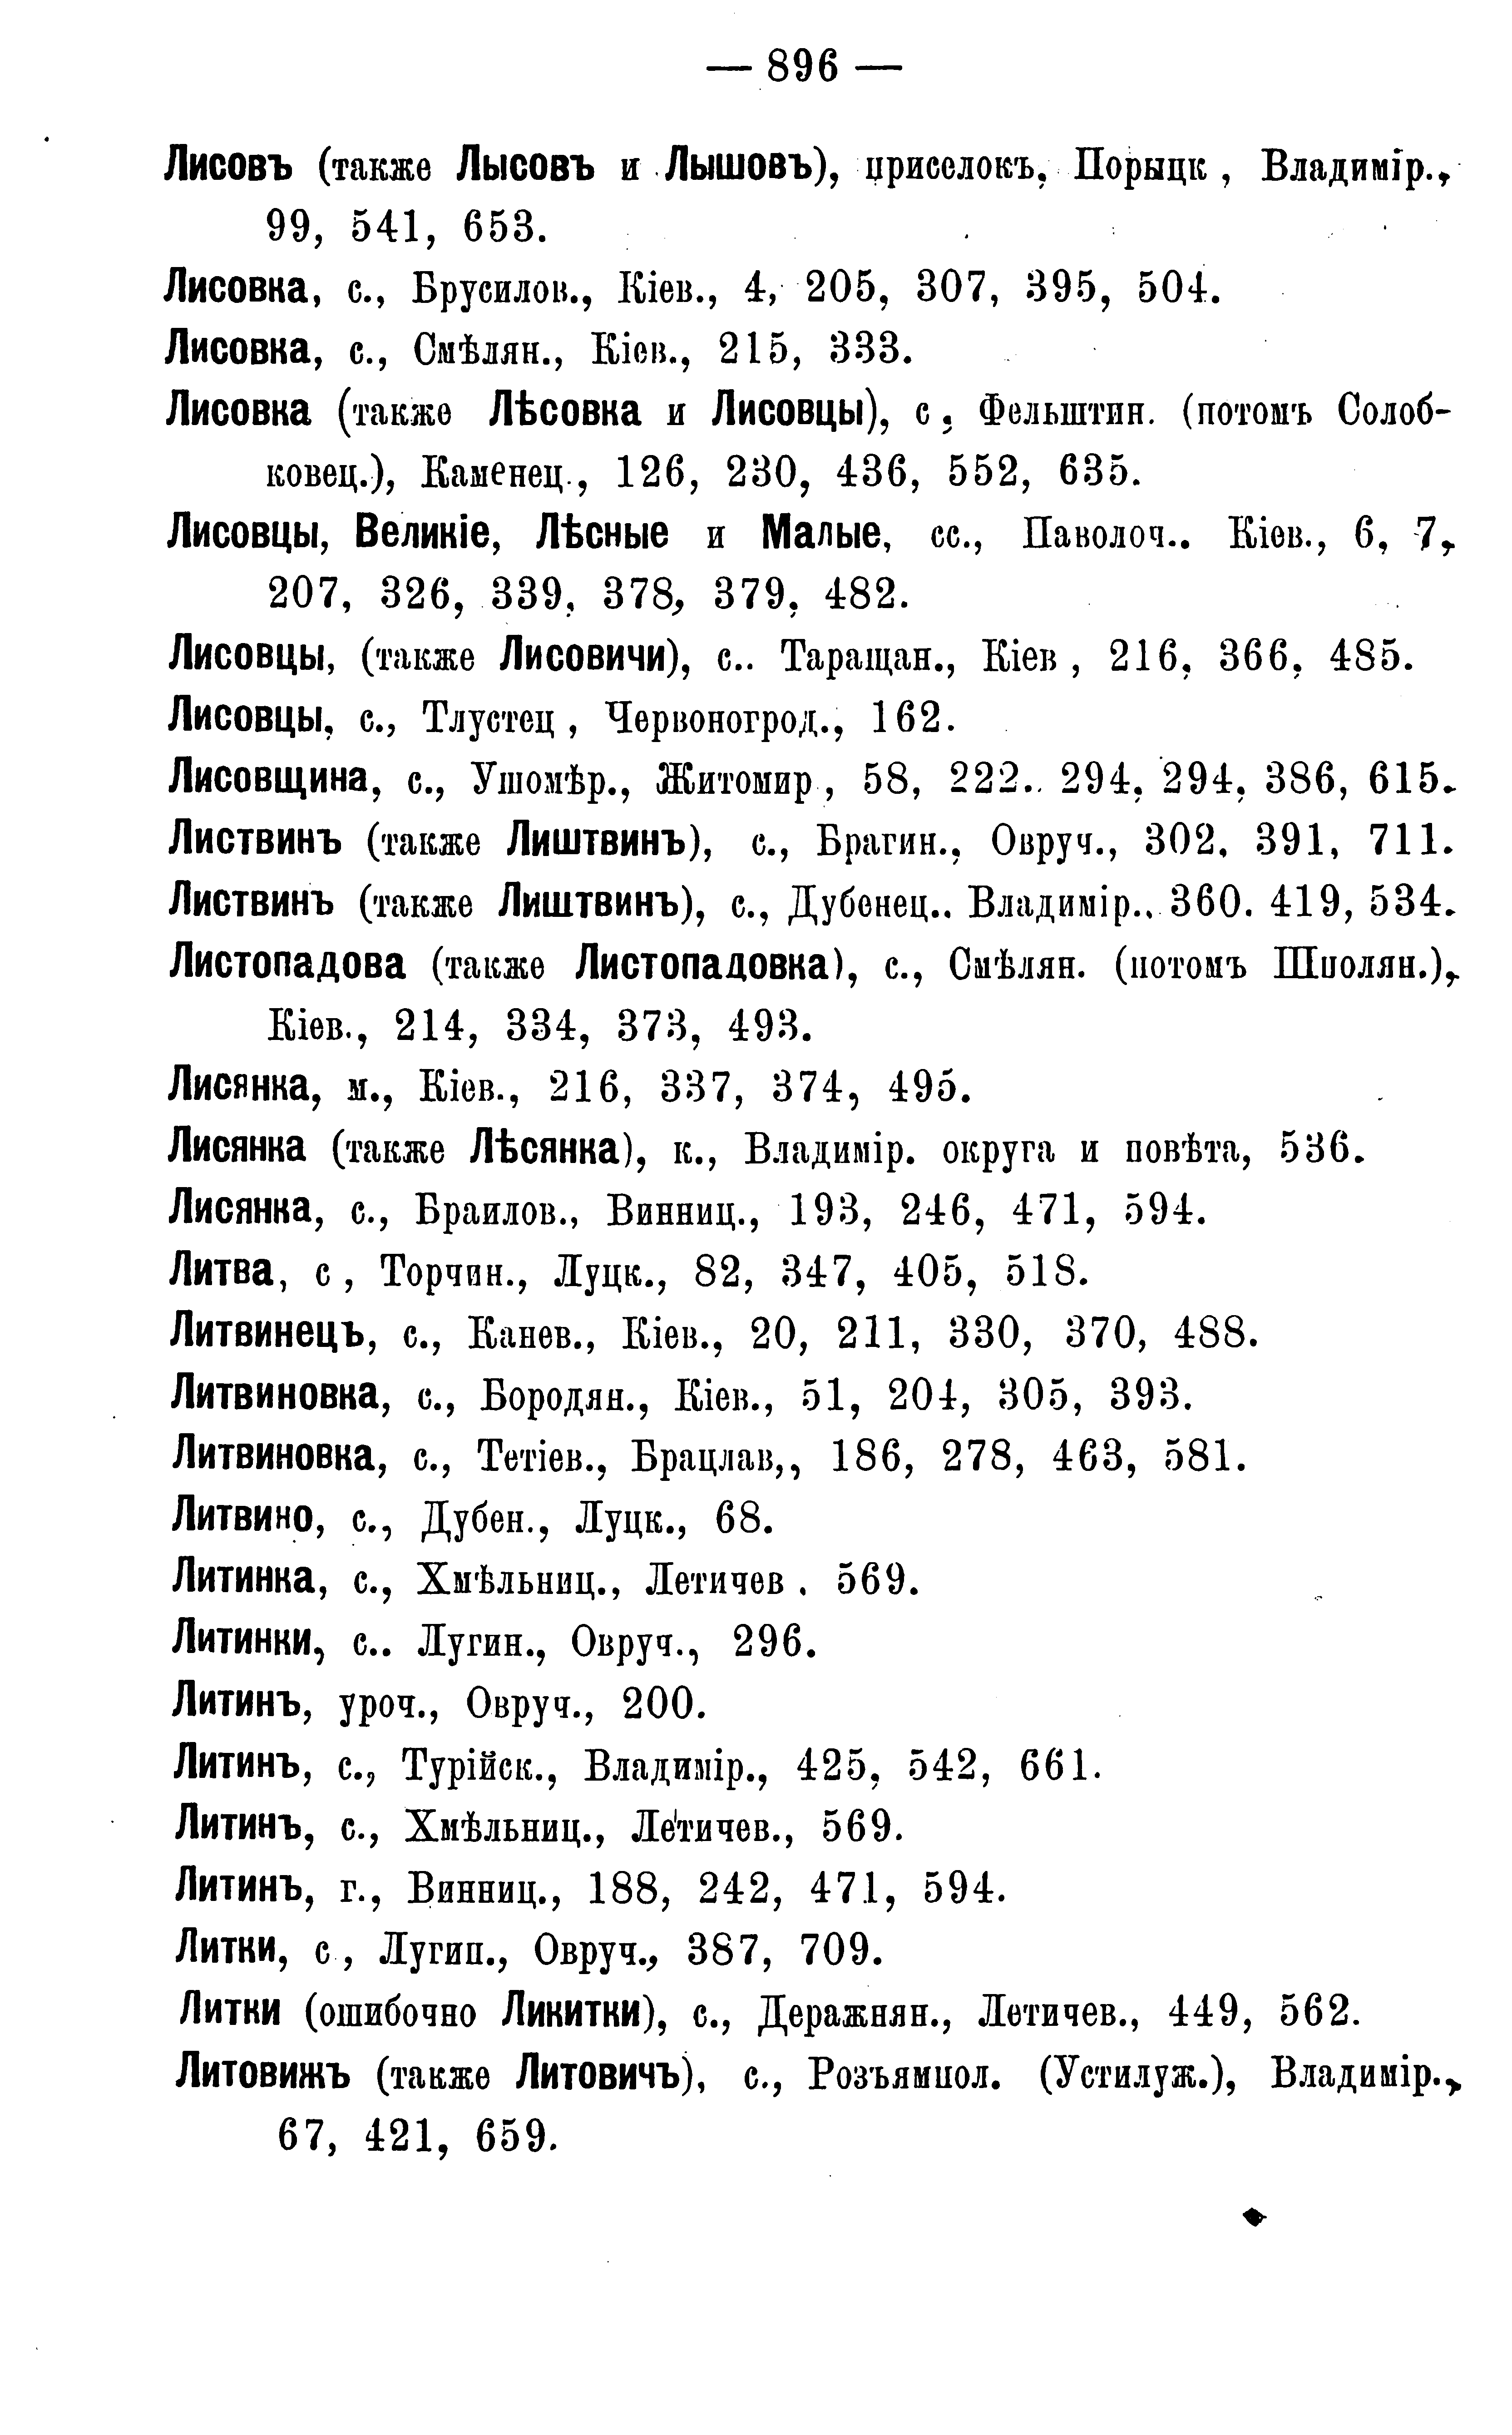 — 896 —
Лисовъ (также Лысовъ и Лышовъ), приселокъ, Порыцк , Владимір.,
99, 541, 653.
Лисовка, с., Брусилов., Кіев., 4, 205, 307, 395, 504.
Лисовка, с., Смѣлян., Кіев., 215, 333.
Лисовка (также Лѣсовка и Лисовцы), с , Фельштин. (потомъ Солоб-
ковец.), Каменец., 126, 230, 436, 552, 635.
Лисовцы, Великіе, Лѣсные и Малые, сс., Паволоч.. Кіев., 6, 7,
207, 326, 339, 378, 379, 482.
Лисовцы, (также Лисовичи), с.. Таращан., Кіев , 216, 366, 485.
Лисовцы, с., Тлустец , Червоногрод., 162.
Лисовщина, с., Ушомѣр., Житомир , 58, 222.. 294, 294, 386, 615.
Листвинъ (также Лиштвинъ), с., Брагин., Овруч., 302, 391, 711.
Листвинъ (также Лиштвинъ), с., Дубенец.. Владимір., 360. 419, 534.
Листопадова (также Листопадовка), с., Смѣлян. (потомъ Шполян.),
Кіев., 214, 334, 373, 493.
Лисянка, м., Кіев., 216, 337, 374, 495.
Лисянка (также Лѣсянка), к., Владимір. округа и повѣта, 536.
Лисянка, с., Браилов., Винниц., 193, 246, 471, 594.
Литва, с , Торчин., Луцк., 82, 347, 405, 518.
Литвинецъ, с., Канев., Кіев., 20, 211, 330, 370, 488.
Литвиновка, с., Бородян., Кіев., 51, 204, 305, 393.
Литвиновка, с., Тетіев., Брацлав,, 186, 278, 463, 581.
Литвино, с., Дубен., Луцк., 68.
Литинка, с., Хмѣльниц., Летичев . 569.
Литинки, с.. Лугин., Овруч., 296.
Литинъ, уроч., Овруч., 200.
Литинъ, с., Турійск., Владимір., 425, 542, 661.
Литинъ, с., Хмѣльниц., Летичев., 569.
Литинъ, г., Винниц., 188, 242, 471, 594.
Литки, с , Лугин., Овруч., 387, 709.
Литки (ошибочно Ликитки), с., Деражнян., Летичев., 449, 562.
Литовижъ (также Литовичъ), с., Розъямпол. (Устилуж.), Владимір.,
67, 421, 659.